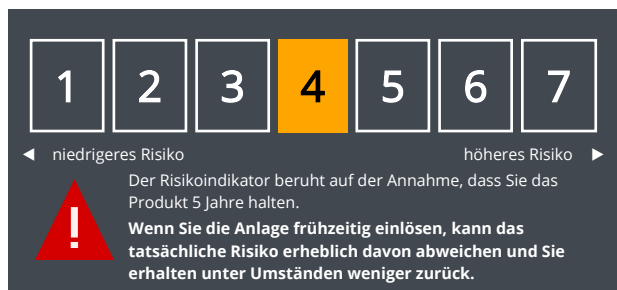 1 2 3 4 5 6 7
niedrigeres Risiko höheres Risiko
Der Risikoindikator beruht auf der Annahme, dass Sie das
Produkt 5 Jahre halten.
Wenn Sie die Anlage frühzeitig einlösen, kann das
tatsächliche Risiko erheblich davon abweichen und Sie
erhalten unter Umständen weniger zurück.
!